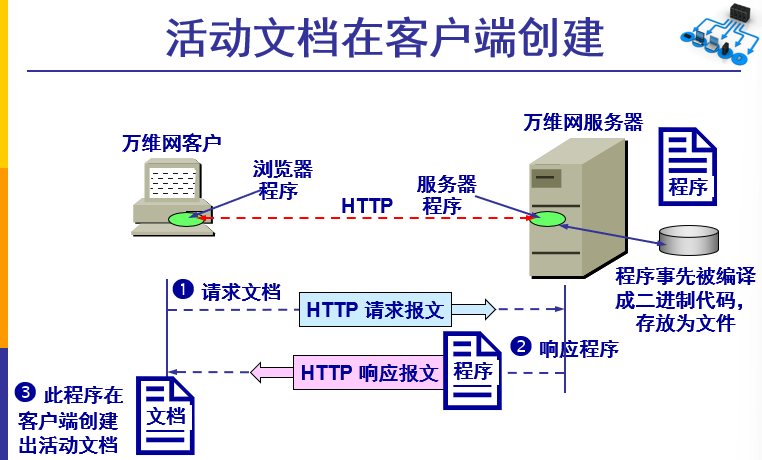 活动文档在客户端创建
万维网客户
万维网服务器
浏览器
程序
服务器
程序
程序
HTTP
程序事先被编译
成二进制代码，
存放为文件
❶ 请求文档
HTTP 请求报文
HTTP 响应报文
程序
❷ 响应程序
❸ 此程序在
客户端创建
出活动文档
文档